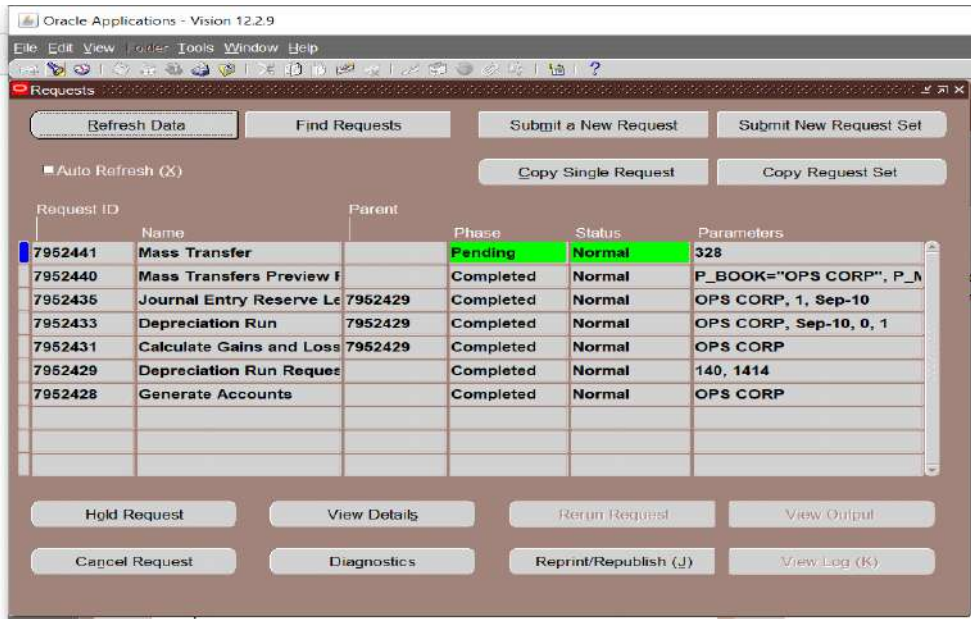 Oracle Applications - Vision 12.2.9
File Edit View Folder Tools Window Help
Requests
Refresh Data Find Requests Submit a New Request Submit New Request Set
Auto Refresh (X) Copy Single Request Copy Request Set
Request ID Parent
Name Phase Status Parameters
7952441 Mass Transfer Pending Normal 328
7952440 Mass Transfers Preview F Completed Normal P_BOOK="OPS CORP", P_M
7952435 Journal Entry Reserve Le 7952429 Completed Normal OPS CORP, 1, Sep-10
7952433 Depreciation Run 7952429 Completed Normal OPS CORP, Sep-10, 0, 1
7952431 Calculate Gains and Loss 7952429 Completed Normal OPS CORP
7952429 Depreciation Run Reques Completed Normal 140, 1414
7952428 Generate Accounts Completed Normal OPS CORP
Hold Request View Details Rerun Request View Output
Cancel Request Diagnostics Reprint/Republish (J) View Log (K)